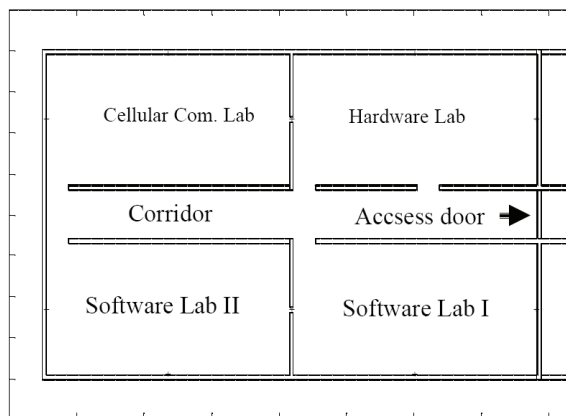 Cellular Com. Lab
Hardware Lab
Corridor
Accsess door
Software Lab II
Software Lab I